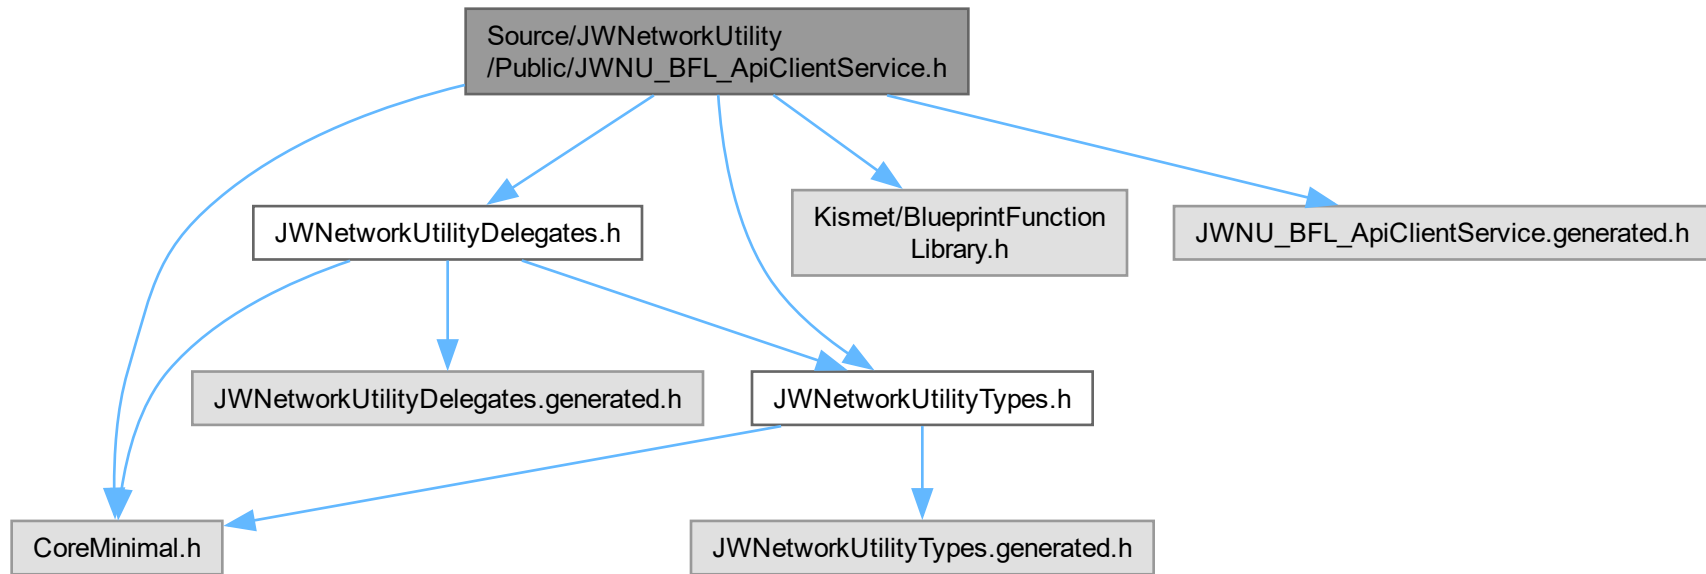 Source/JWNetworkUtility
/Public/JWNU_BFL_ApiClientService.h
JWNetworkUtilityDelegates.h
Kismet/BlueprintFunction
Library.h
JWNU_BFL_ApiClientService.generated.h
JWNetworkUtilityDelegates.generated.h
JWNetworkUtilityTypes.h
CoreMinimal.h
JWNetworkUtilityTypes.generated.h